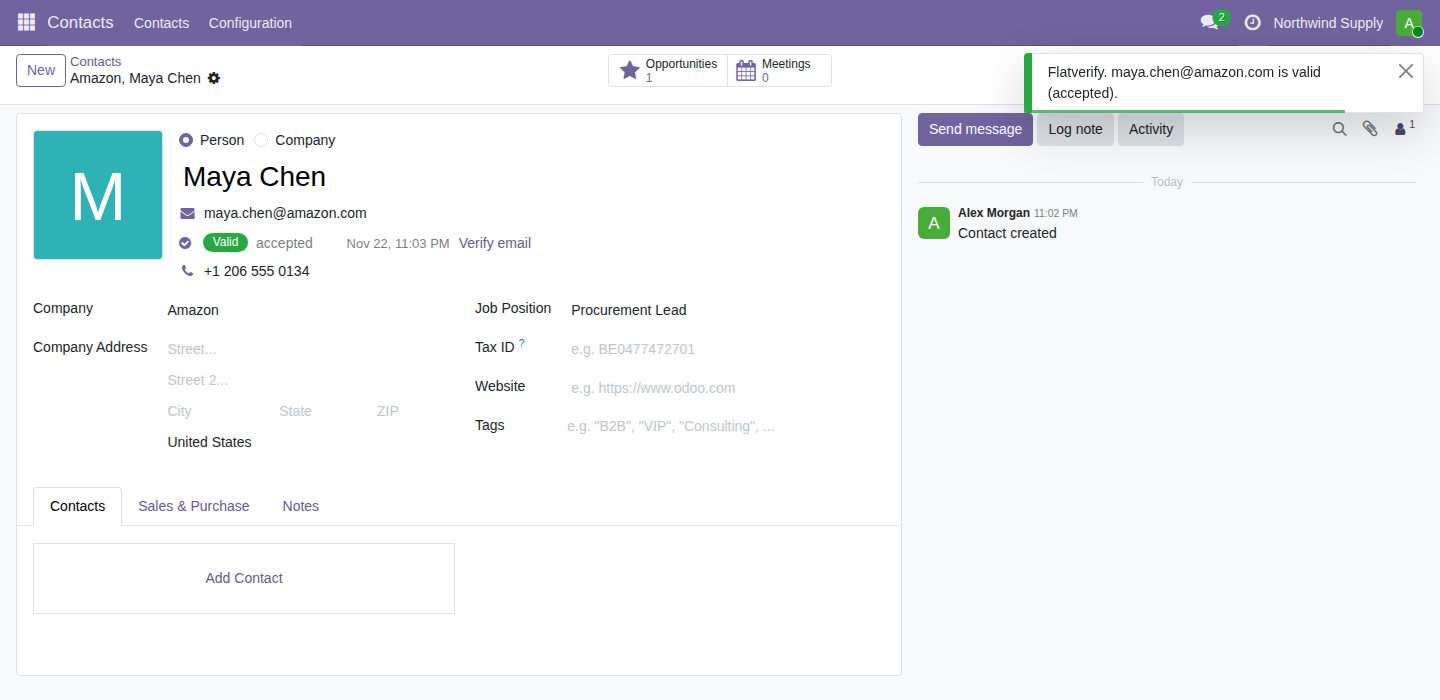 Contacts
Contacts
Configuration
2
Northwind Supply
A
New
Contacts
Amazon, Maya Chen
Opportunities
1
Meetings
0
Flatverify. maya.chen@amazon.com is valid
(accepted).
M
Person
Company
Maya Chen
maya.chen@amazon.com
Valid
accepted
Nov 22, 11:03 PM
Verify email
+1 206 555 0134
Company
Amazon
Company Address
Street...
Street 2...
City
State
ZIP
United States
Job Position
Procurement Lead
Tax ID ?
e.g. BE0477472701
Website
e.g. https://www.odoo.com
Tags
e.g. "B2B", "VIP", "Consulting", ...
Contacts
Sales & Purchase
Notes
Add Contact
Send message
Log note
Activity
1
Today
A
Alex Morgan 11:02 PM
Contact created